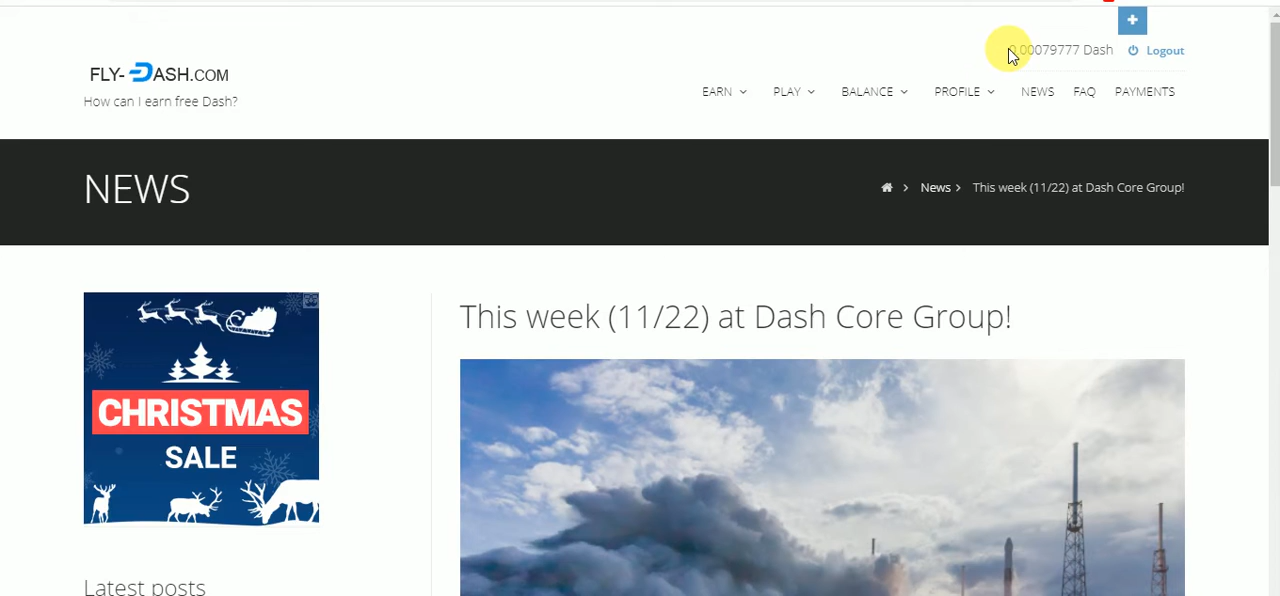 0.00079777 Dash
Logout
FLY-DASH.COM
How can I earn free Dash?
EARN PLAY BALANCE PROFILE NEWS FAQ PAYMENTS
NEWS
News This week (11/22) at Dash Core Group!
CHRISTMAS
SALE
This week (11/22) at Dash Core Group!
Latest posts